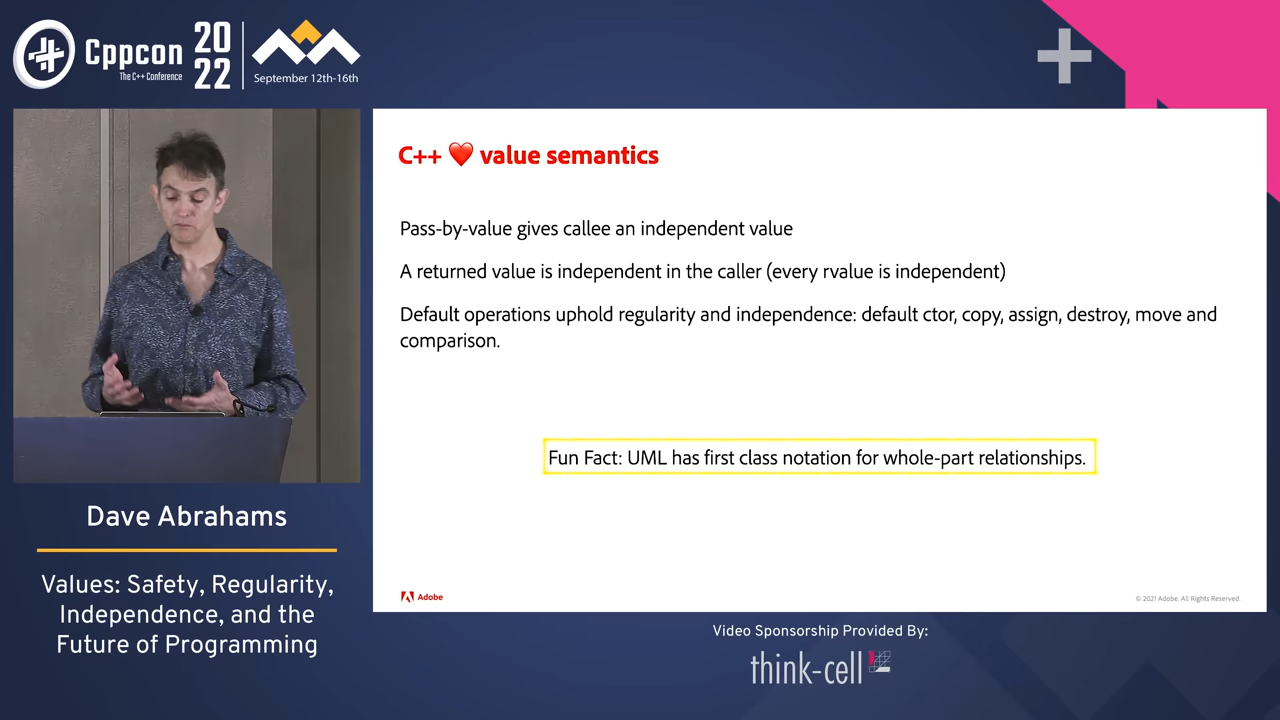 Cppcon
The C++ Conference
20
22
September 12th-16th
C++ ❤️ value semantics
Pass-by-value gives callee an independent value
A returned value is independent in the caller (every rvalue is independent)
Default operations uphold regularity and independence: default ctor, copy, assign, destroy, move and
comparison.
Fun Fact: UML has first class notation for whole-part relationships.
Adobe
© 2021 Adobe. All Rights Reserved.
Dave Abrahams
Values: Safety, Regularity,
Independence, and the
Future of Programming
Video Sponsorship Provided By:
think-cell